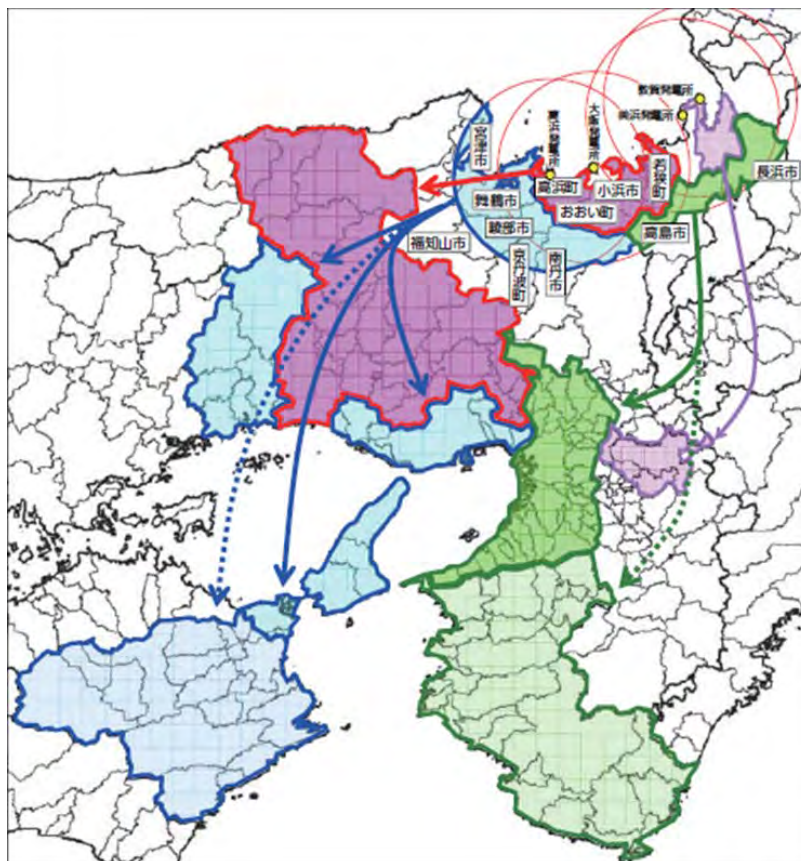 敦賀発電所
美浜発電所
大飯発電所
高浜発電所
宮津市
若狭町
長浜市
高浜町
小浜市
舞鶴市
おおい町
綾部市
高島市
福知山市
京丹波町
南丹市